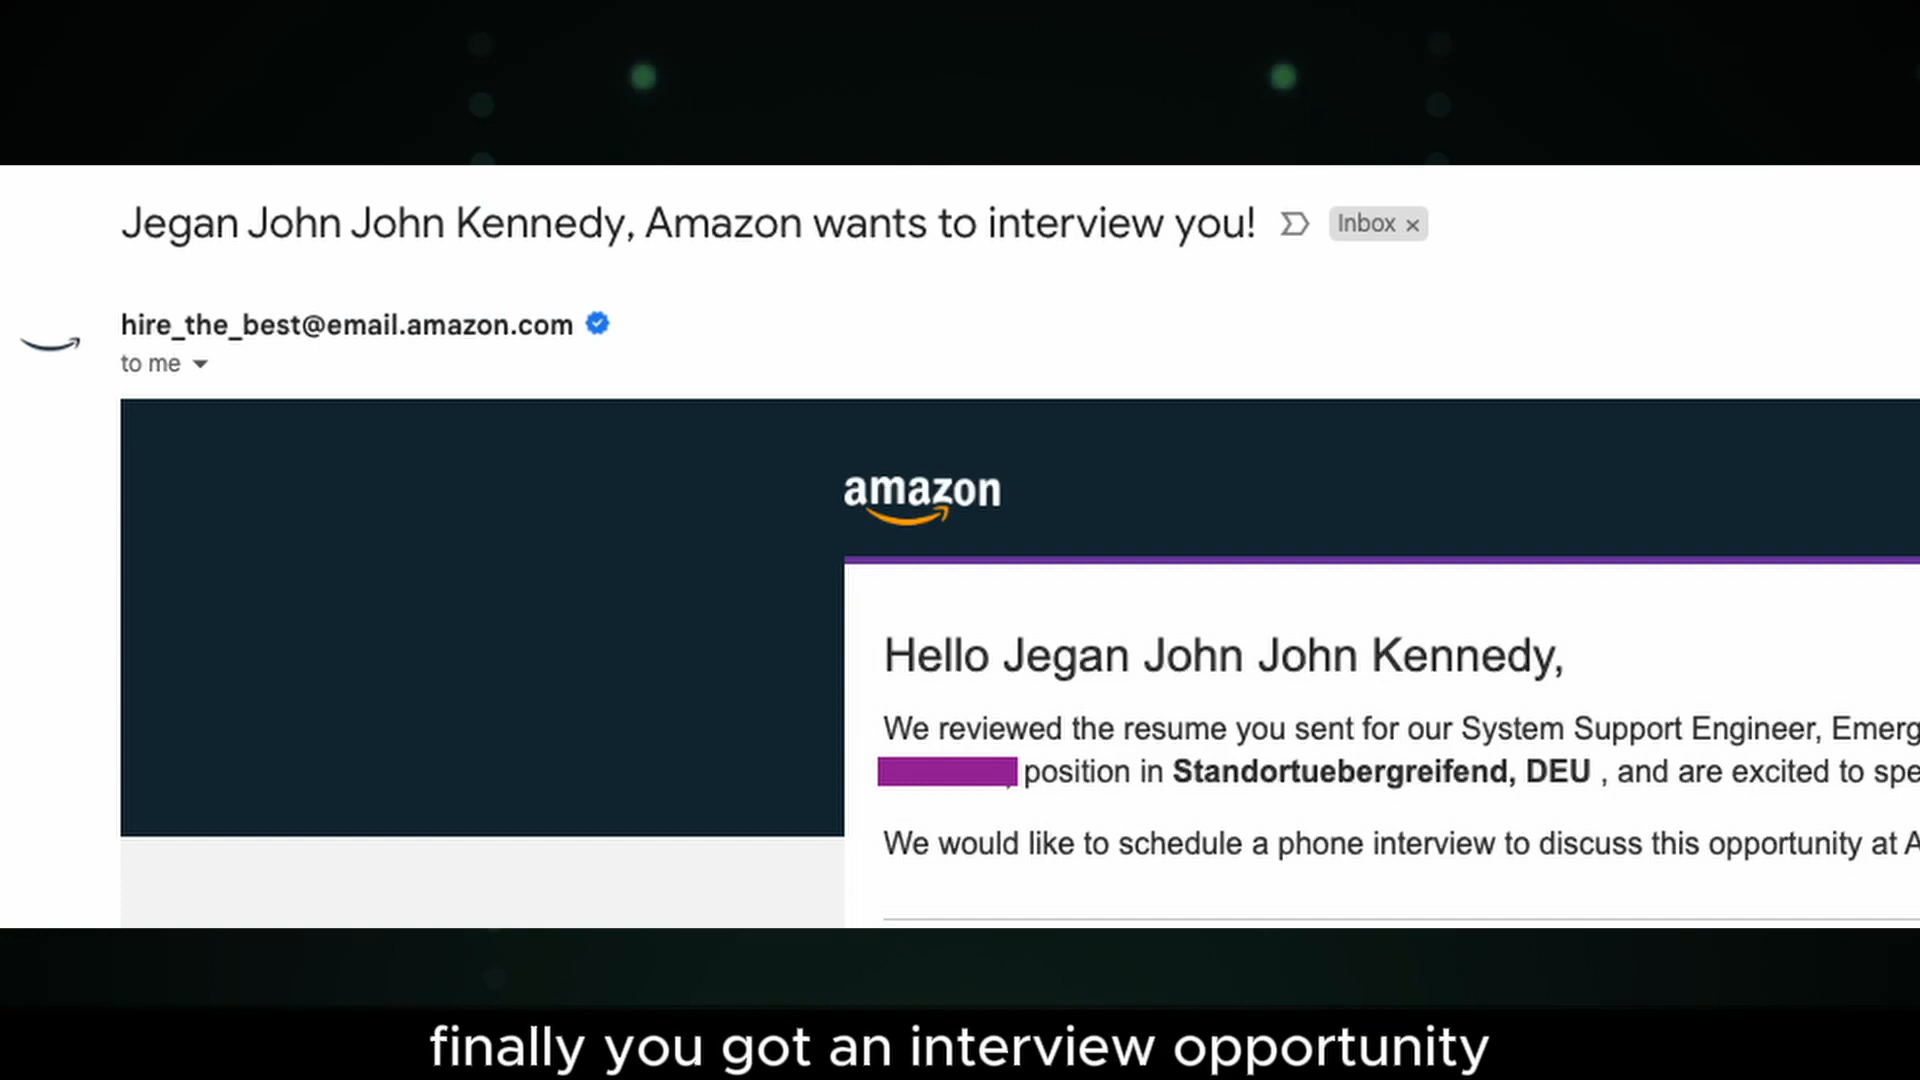 Jegan John John Kennedy, Amazon wants to interview you!
Inbox ×
hire_the_best@email.amazon.com
to me
amazon
Hello Jegan John John Kennedy,
We reviewed the resume you sent for our System Support Engineer, Emerg
position in Standortuebergreifend, DEU , and are excited to spe
We would like to schedule a phone interview to discuss this opportunity at A
finally you got an interview opportunity